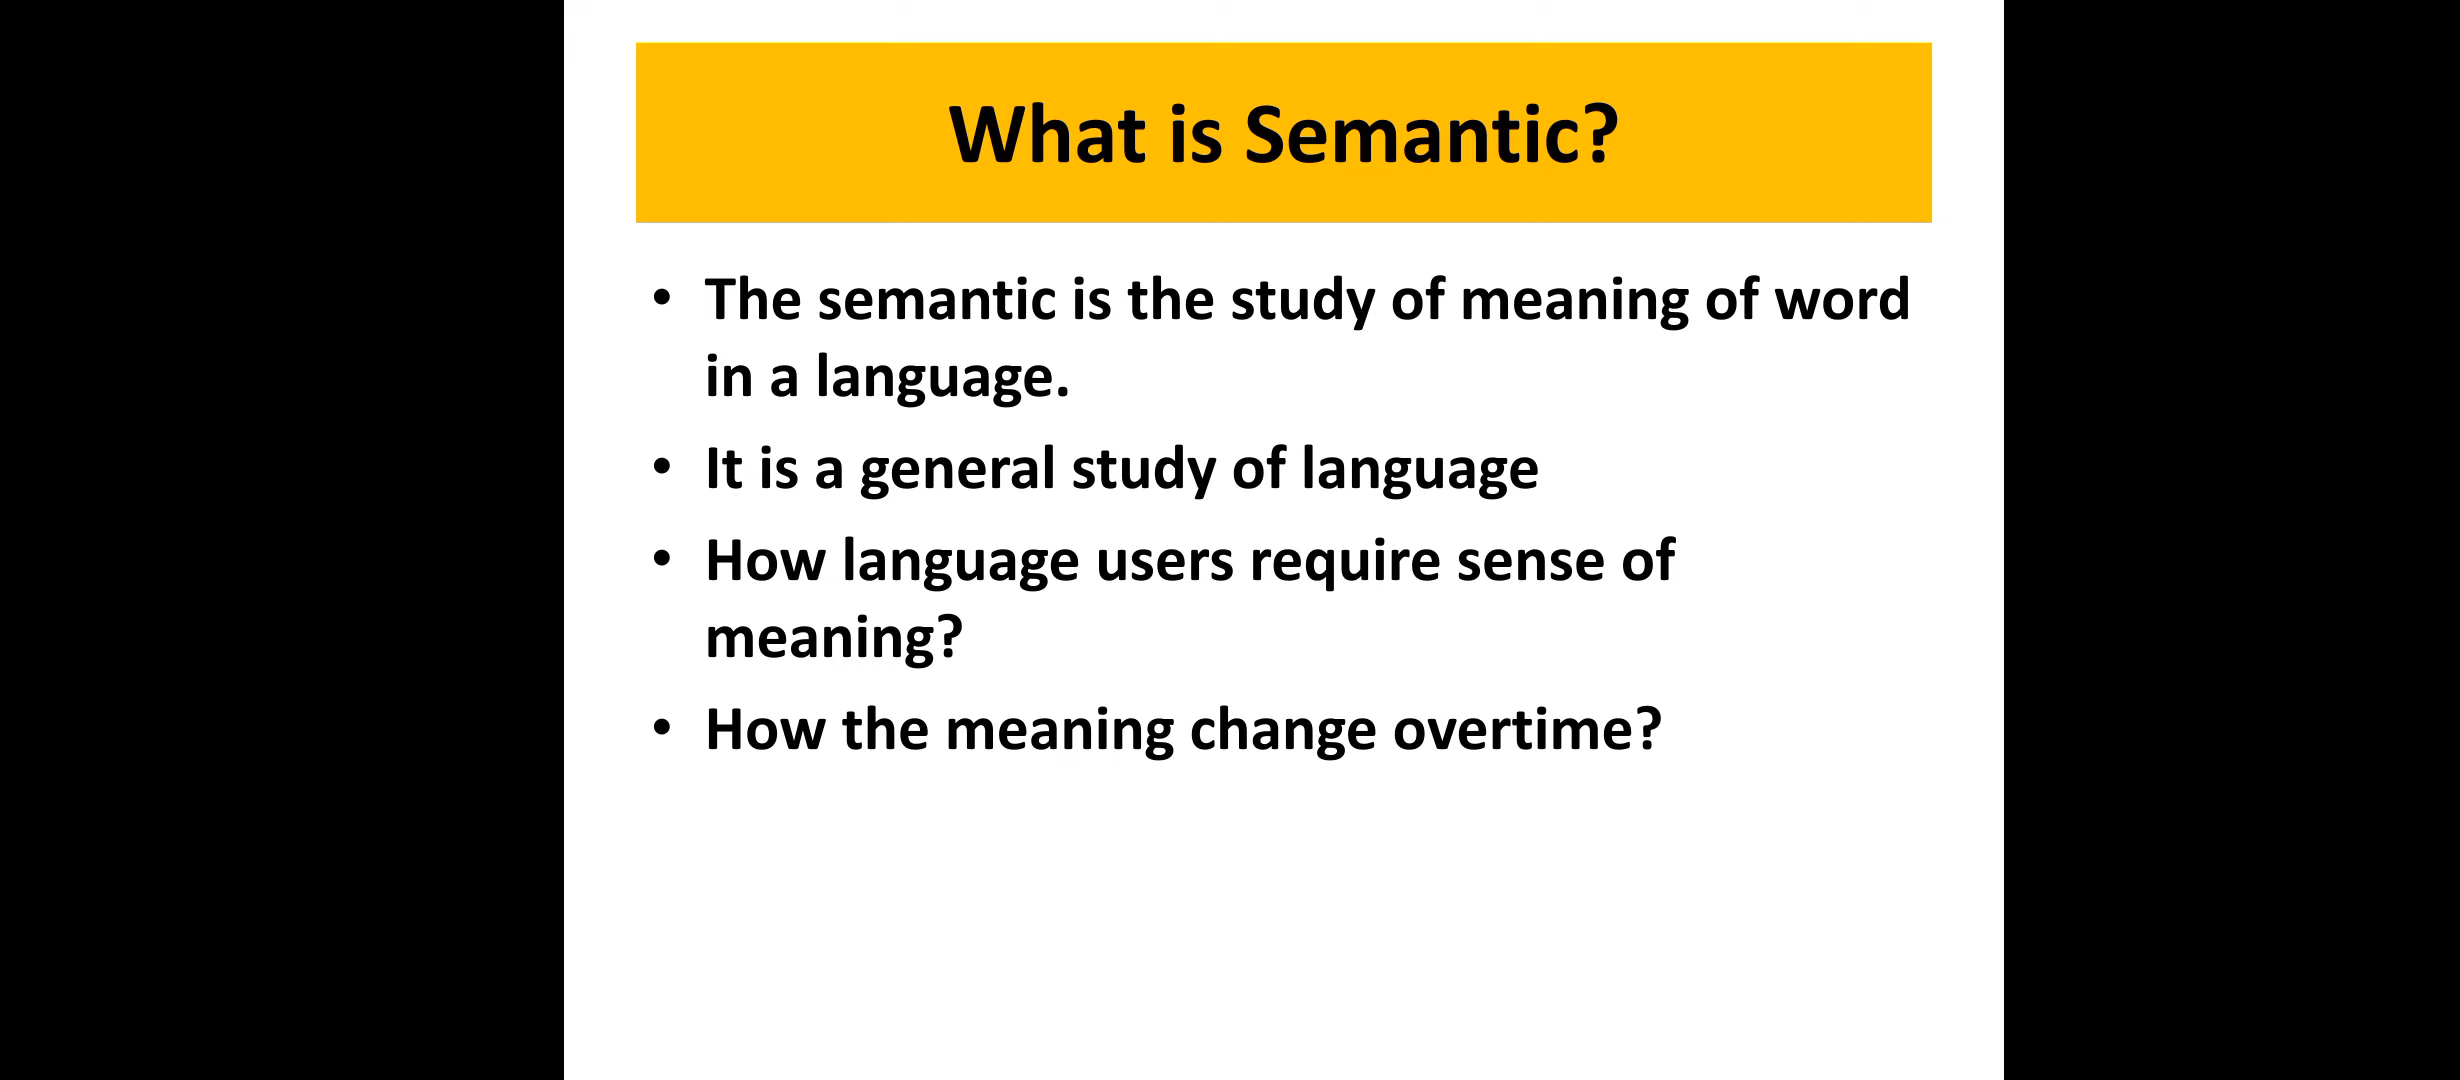 What is Semantic?
• The semantic is the study of meaning of word
in a language.
• It is a general study of language
• How language users require sense of
meaning?
• How the meaning change overtime?